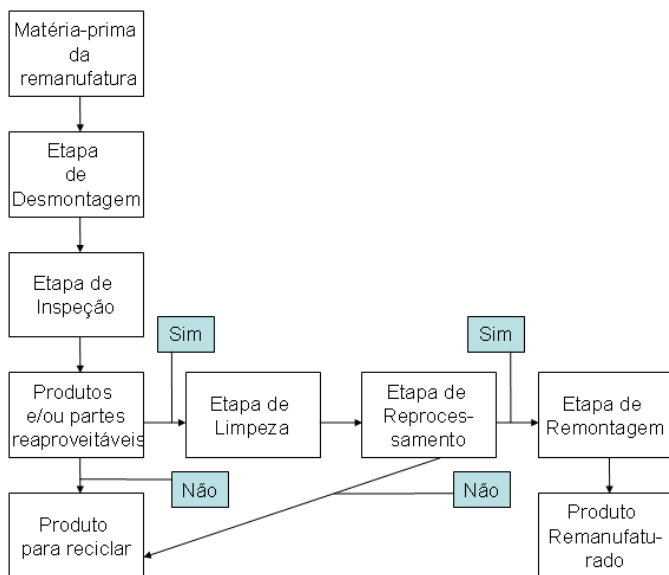 Matéria-prima
da
remanufatura
Etapa
de
Desmontagem
Etapa de
Inspeção
Sim
Sim
Produtos
e/ou partes
reaproveitáveis
Etapa de
Limpeza
Etapa de
Reproces-
samento
Etapa de
Remontagem
Não
Não
Produto
para reciclar
Produto
Remanufatu-
rado